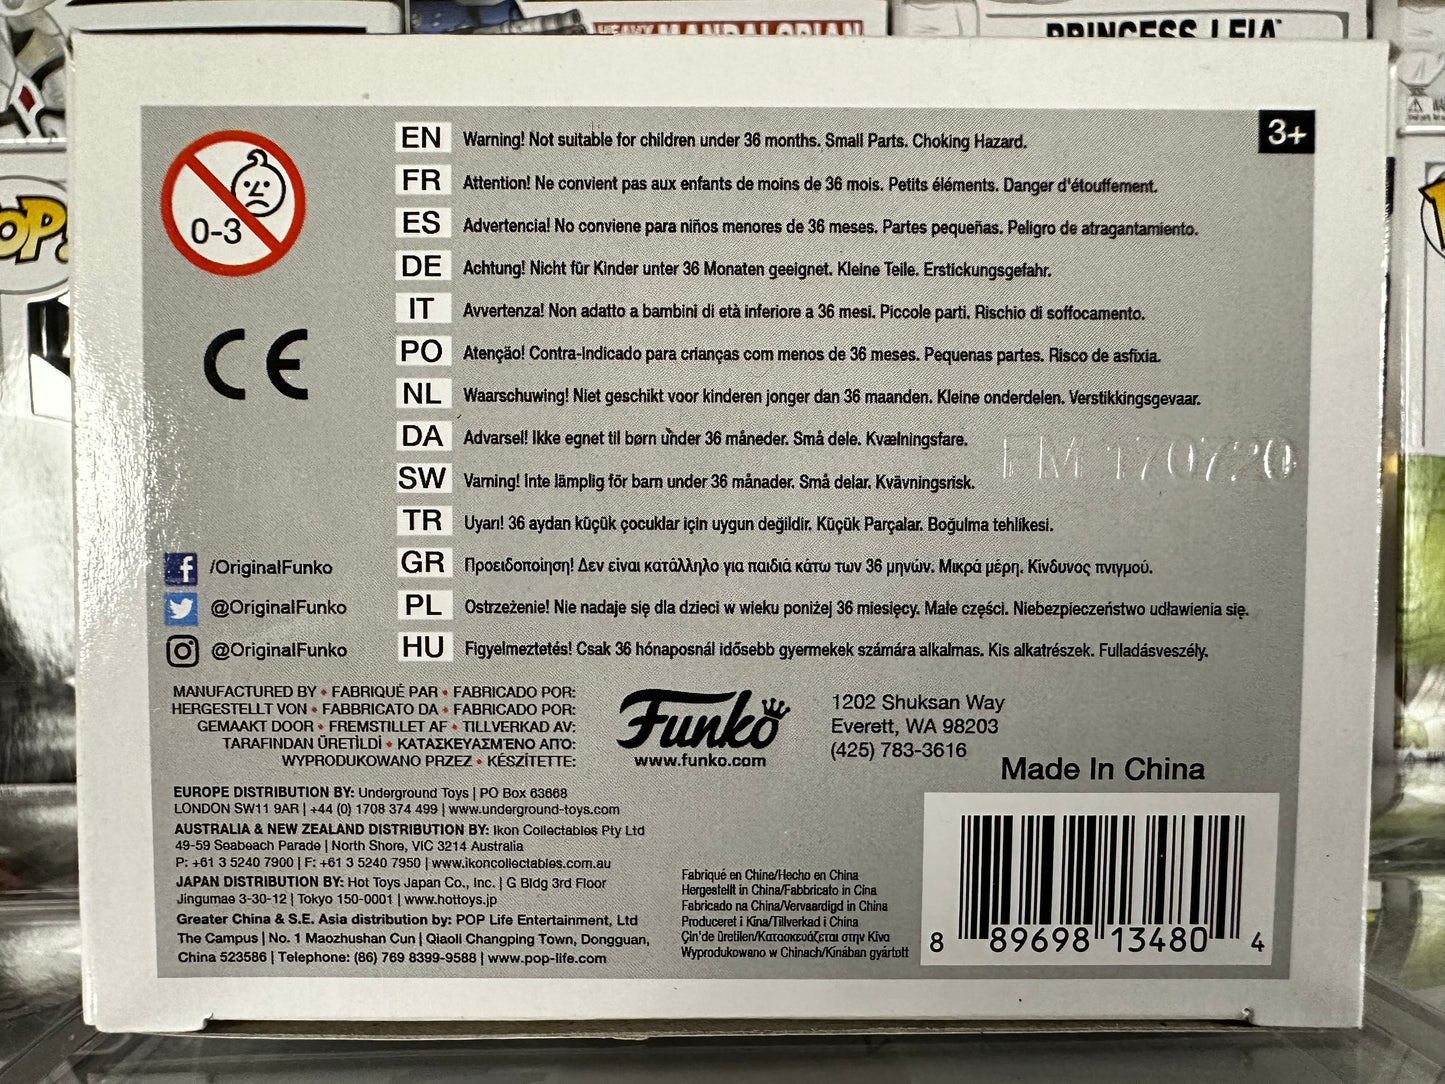 MANDALORIAN
PRINCESS LEIA™
POP!
3+
0-3
CE
EN Warning! Not suitable for children under 36 months. Small Parts. Choking Hazard.
FR Attention! Ne convient pas aux enfants de moins de 36 mois. Petits éléments. Danger d'étouffement.
ES Advertencia! No conviene para niños menores de 36 meses. Partes pequeñas. Peligro de atragantamiento.
DE Achtung! Nicht für Kinder unter 36 Monaten geeignet. Kleine Teile. Erstickungsgefahr.
IT Avvertenza! Non adatto a bambini di età inferiore a 36 mesi. Piccole parti. Rischio di soffocamento.
PO Atenção! Contra-indicado para crianças com menos de 36 meses. Pequenas partes. Risco de asfixia.
NL Waarschuwing! Niet geschikt voor kinderen jonger dan 36 maanden. Kleine onderdelen. Verstikkingsgevaar.
DA Advarsel! Ikke egnet til børn under 36 måneder. Små dele. Kvælningsfare.
SW Varning! Inte lämplig för barn under 36 månader. Små delar. Kvävningsrisk.
TR Uyarı! 36 aydan küçük çocuklar için uygun değildir. Küçük Parçalar. Boğulma tehlikesi.
GR Προειδοποίηση! Δεν είναι κατάλληλο για παιδιά κάτω των 36 μηνών. Μικρά μέρη. Κίνδυνος πνιγμού.
PL Ostrzeżenie! Nie nadaje się dla dzieci w wieku poniżej 36 miesięcy. Małe części. Niebezpieczeństwo udławienia się.
HU Figyelmeztetés! Csak 36 hónaposnál idősebb gyermekek számára alkalmas. Kis alkatrészek. Fulladásveszély.
/OriginalFunko
@OriginalFunko
@OriginalFunko
MANUFACTURED BY • FABRIQUÉ PAR • FABRICADO POR:
HERGESTELLT VON • FABBRICATO DA • FABRICADO POR:
GEMAAKT DOOR • FREMSTILLET AF • TILLVERKAD AV:
TARAFINDAN ÜRETİLDİ • ΚΑΤΑΣΚΕΥΑΣΜΈΝΟ ΑΠΌ:
WYPRODUKOWANO PRZEZ • KÉSZÍTETTE:
Funko
www.funko.com
1202 Shuksan Way
Everett, WA 98203
(425) 783-3616
Made In China
EUROPE DISTRIBUTION BY: Underground Toys | PO Box 63668
LONDON SW11 9AR | +44 (0) 1708 374 499 | www.underground-toys.com
AUSTRALIA & NEW ZEALAND DISTRIBUTION BY: Ikon Collectables Pty Ltd
49-59 Seabeach Parade | North Shore, VIC 3214 Australia
P: +61 3 5240 7900 | F: +61 3 5240 7950 | www.ikoncollectables.com.au
JAPAN DISTRIBUTION BY: Hot Toys Japan Co., Inc. | G Bldg 3rd Floor
Jingumae 3-30-12 | Tokyo 150-0001 | www.hottoys.jp
Greater China & S.E. Asia distribution by: POP Life Entertainment, Ltd
The Campus | No. 1 Maozhushan Cun | Qiaoli Changping Town, Dongguan,
China 523586 | Telephone: (86) 769 8399-9588 | www.pop-life.com
Fabriqué en Chine/Hecho en China
Hergestellt in China/Fabbricato in Cina
Fabricado na China/Vervaardigd in China
Produceret i Kina/Tillverkad i China
Çin'de üretilen/Κατασκευάζεται στην Κίνα
Wyprodukowano w Chinach/Kínában gyártott
8 89698 13480 4